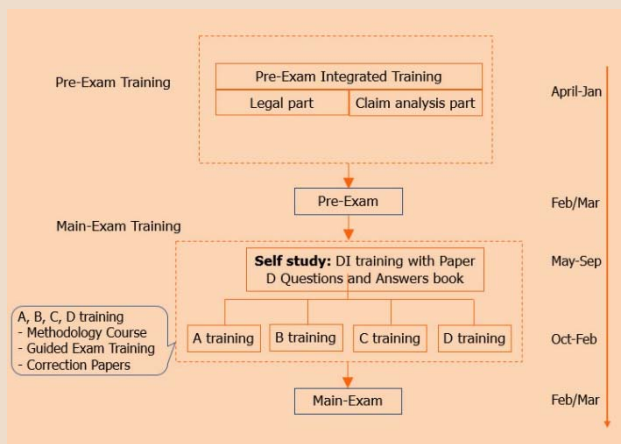 Pre-Exam Training
Pre-Exam Integrated Training
Legal part
Claim analysis part
April-Jan
Pre-Exam
Feb/Mar
Main-Exam Training
Self study: DI training with Paper
D Questions and Answers book
May-Sep
A, B, C, D training
- Methodology Course
- Guided Exam Training
- Correction Papers
A training
B training
C training
D training
Oct-Feb
Main-Exam
Feb/Mar